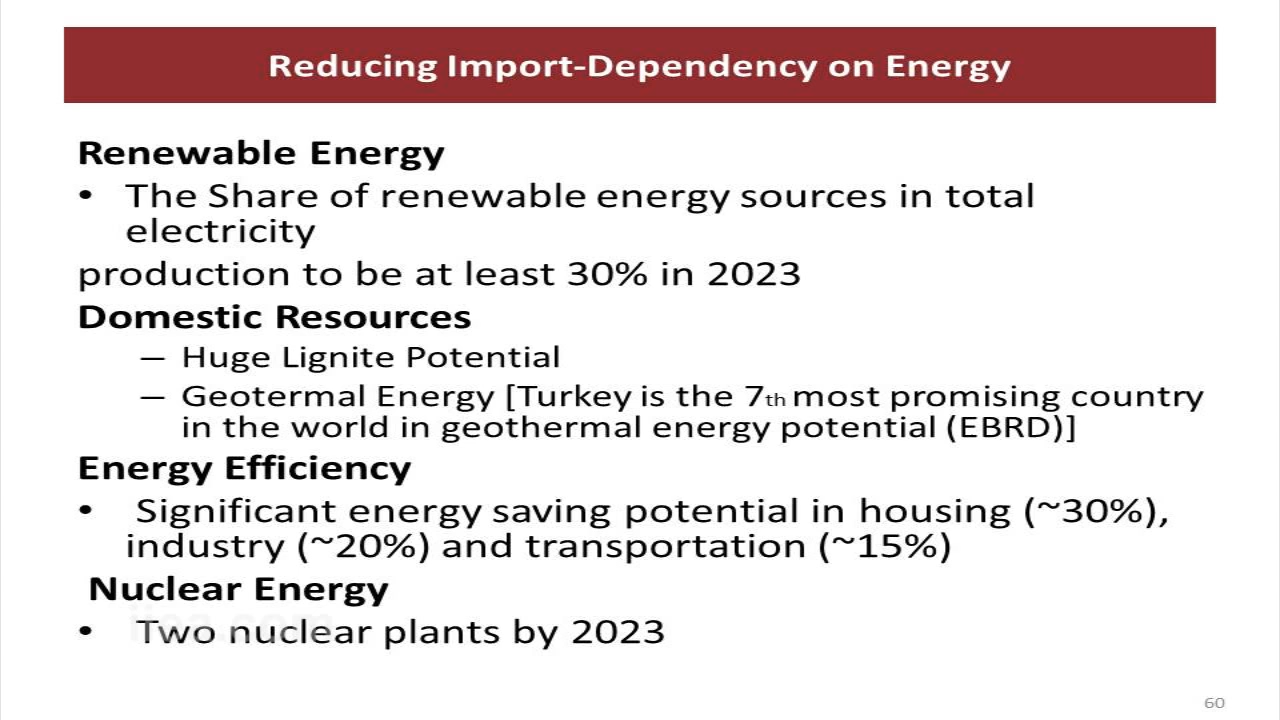 Reducing Import-Dependency on Energy
Renewable Energy
• The Share of renewable energy sources in total
electricity
production to be at least 30% in 2023
Domestic Resources
– Huge Lignite Potential
– Geotermal Energy [Turkey is the 7th most promising country
in the world in geothermal energy potential (EBRD)]
Energy Efficiency
• Significant energy saving potential in housing (~30%),
industry (~20%) and transportation (~15%)
Nuclear Energy
• Two nuclear plants by 2023
60